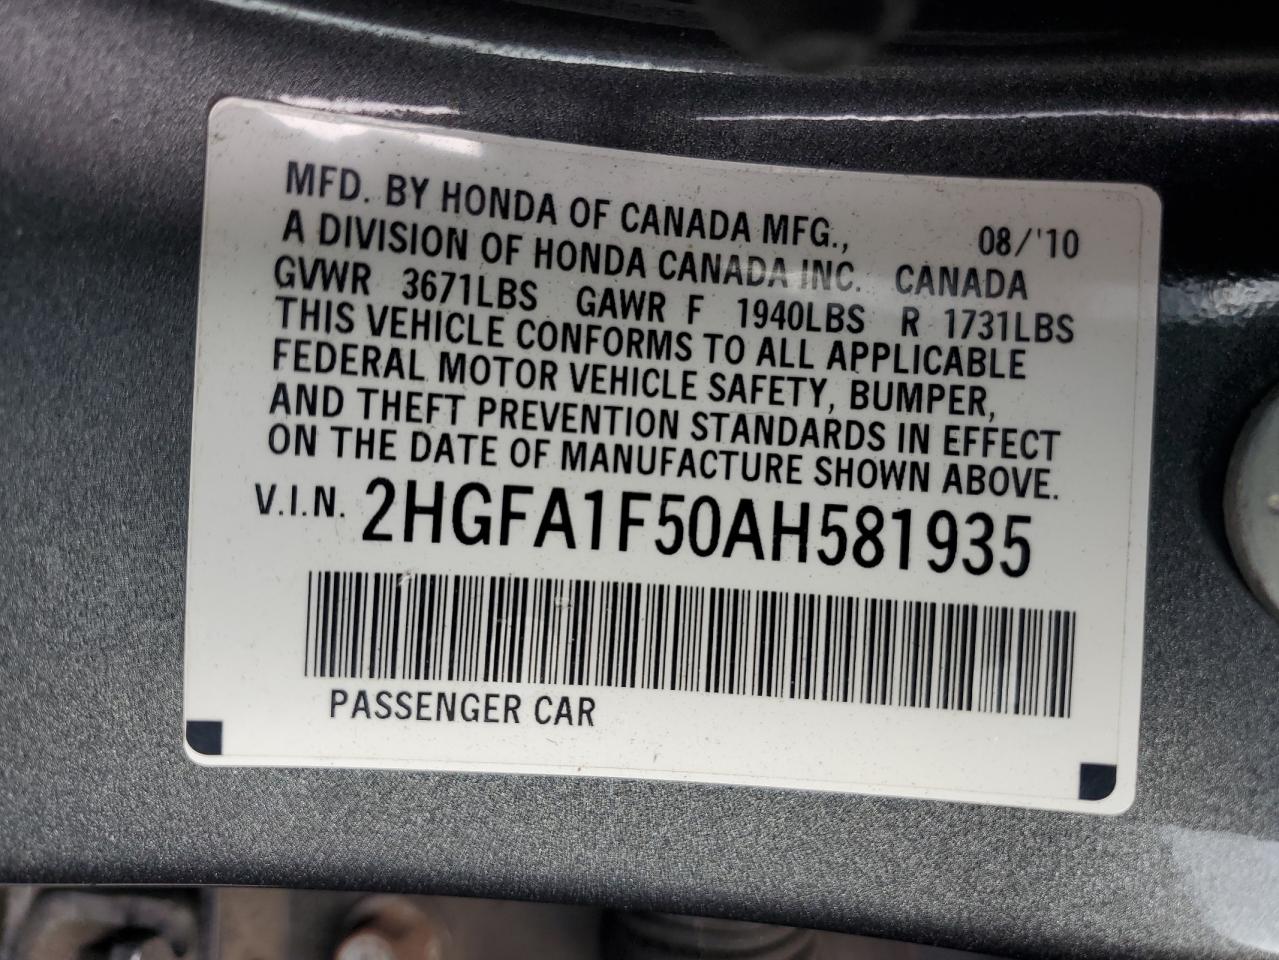 MFD. BY HONDA OF CANADA MFG., 08/'10
A DIVISION OF HONDA CANADA INC. CANADA
GVWR 3671LBS GAWR F 1940LBS R 1731LBS
THIS VEHICLE CONFORMS TO ALL APPLICABLE
FEDERAL MOTOR VEHICLE SAFETY, BUMPER,
AND THEFT PREVENTION STANDARDS IN EFFECT
ON THE DATE OF MANUFACTURE SHOWN ABOVE.
V.I.N. 2HGFA1F50AH581935
PASSENGER CAR